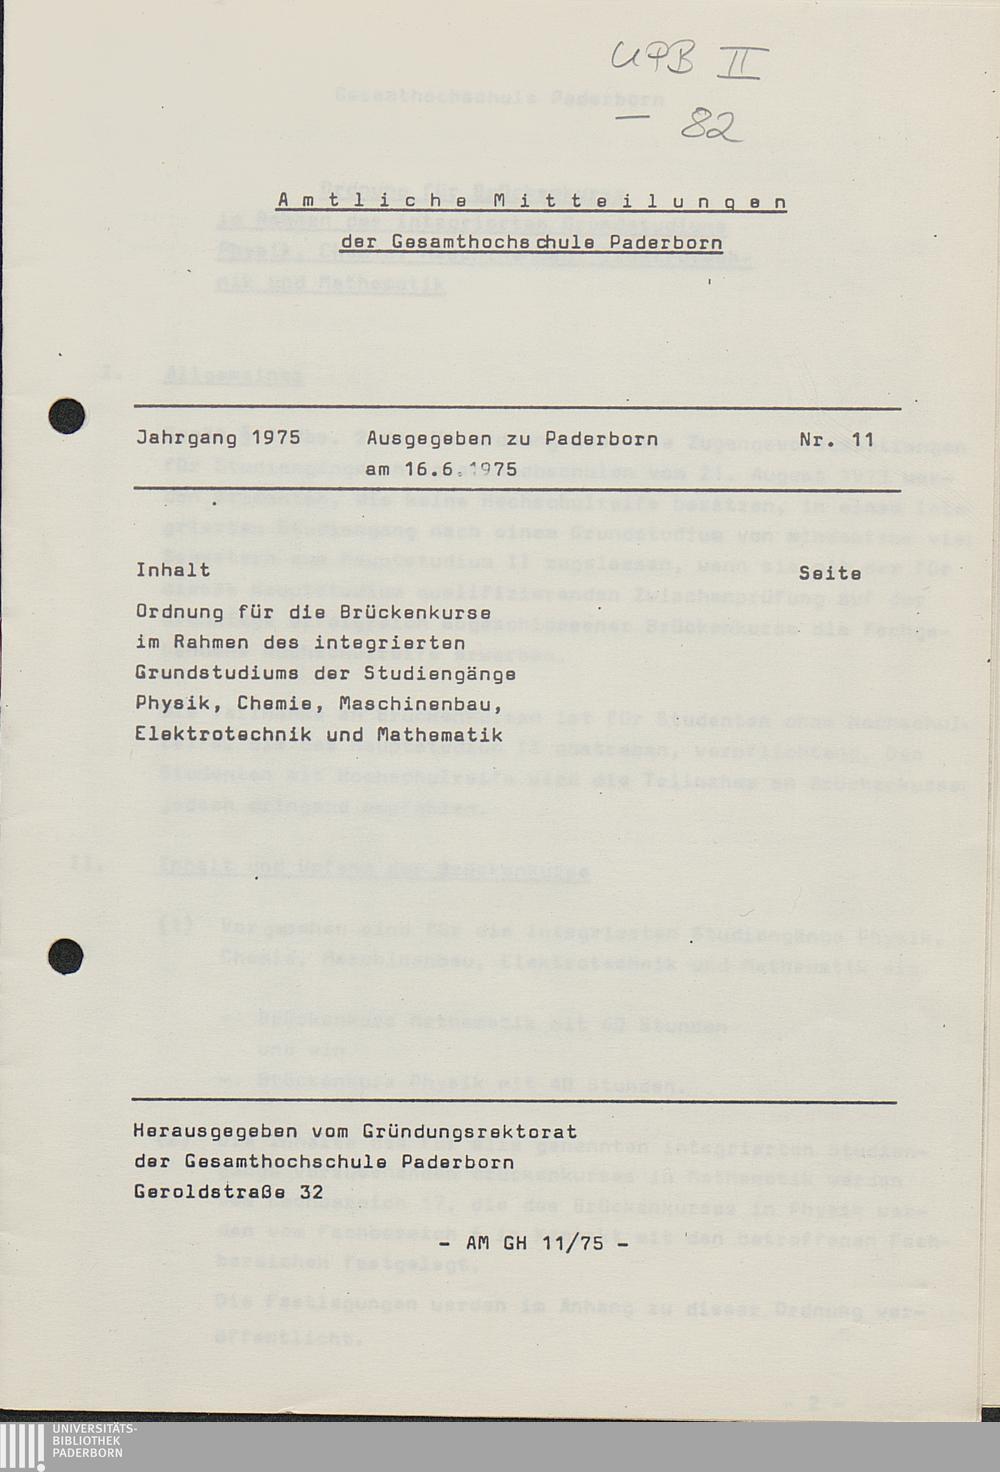 UPB II
— 82
Amtliche Mitteilungen
der Gesamthochschule Paderborn
Jahrgang 1975 Ausgegeben zu Paderborn Nr. 11
am 16.6.1975
Inhalt Seite
Ordnung für die Brückenkurse
im Rahmen des integrierten
Grundstudiums der Studiengänge
Physik, Chemie, Maschinenbau,
Elektrotechnik und Mathematik
Herausgegeben vom Gründungsrektorat
der Gesamthochschule Paderborn
Geroldstraße 32
- AM GH 11/75 -
UNIVERSITÄTS-
BIBLIOTHEK
PADERBORN